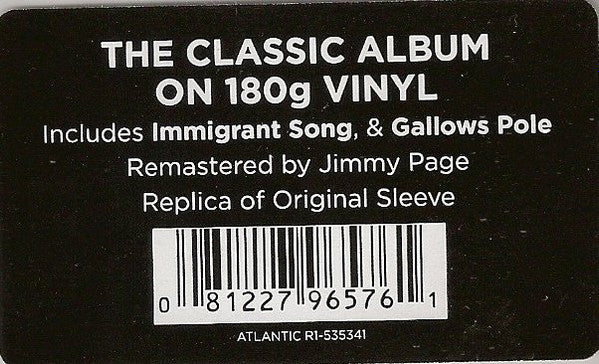 THE CLASSIC ALBUM
ON 180g VINYL
Includes Immigrant Song, & Gallows Pole
Remastered by Jimmy Page
Replica of Original Sleeve
0 81227 96576 1
ATLANTIC R1-535341